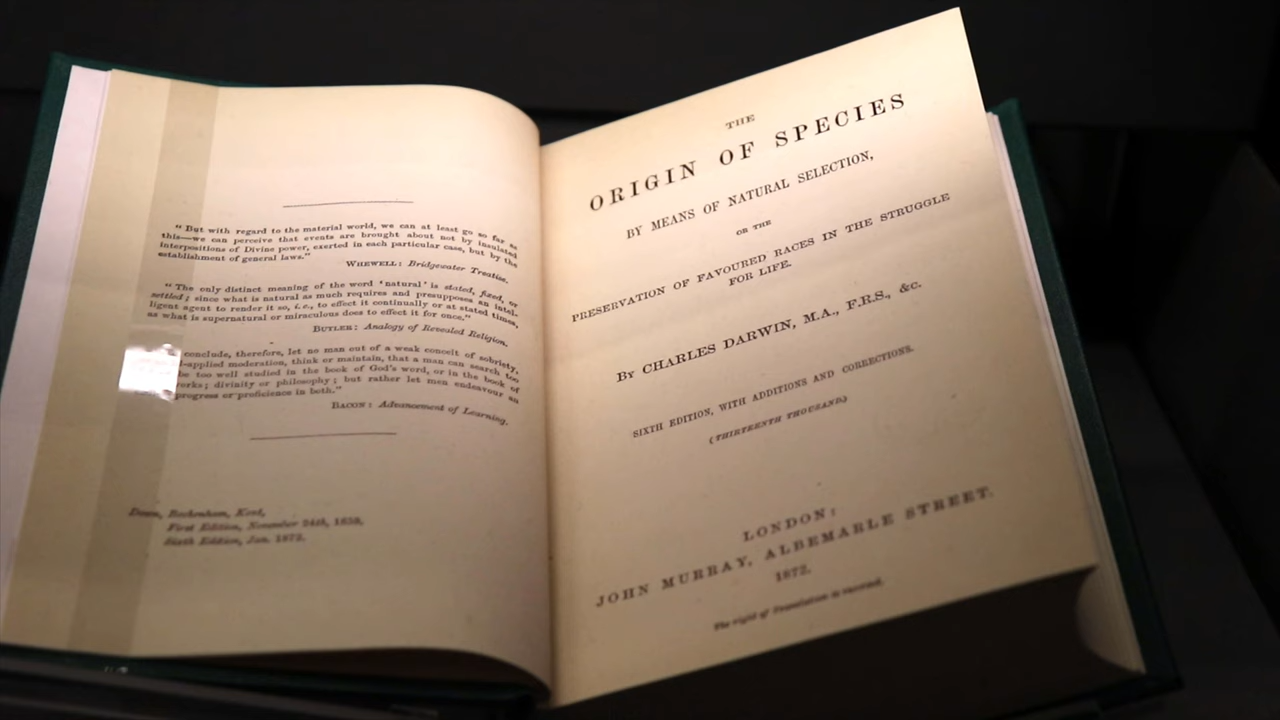 "But with regard to the material world, we can at least go so far as
this—we can perceive that events are brought about not by insulated
interpositions of Divine power, exerted in each particular case, but by the
establishment of general laws."
WHEWELL: Bridgewater Treatise.
"The only distinct meaning of the word 'natural' is stated, fixed, or
settled; since what is natural as much requires and presupposes an intel-
ligent agent to render it so, i.e., to effect it continually or at stated times,
as what is supernatural or miraculous does to effect it for once."
BUTLER: Analogy of Revealed Religion.
conclude, therefore, let no man out of a weak conceit of sobriety,
-applied moderation, think or maintain, that a man can search too
be too well studied in the book of God's word, or in the book of
orks; divinity or philosophy; but rather let men endeavour an
progress or proficience in both."
BACON: Advancement of Learning.
Down, Beckenham, Kent,
First Edition, November 24th, 1859.
Sixth Edition, Jan. 1872.
THE
ORIGIN OF SPECIES
BY MEANS OF NATURAL SELECTION,
OR THE
PRESERVATION OF FAVOURED RACES IN THE STRUGGLE
FOR LIFE.
BY CHARLES DARWIN, M.A., F.R.S., &c.
SIXTH EDITION, WITH ADDITIONS AND CORRECTIONS.
(THIRTEENTH THOUSAND.)
LONDON:
JOHN MURRAY, ALBEMARLE STREET.
1872.
The right of Translation is reserved.